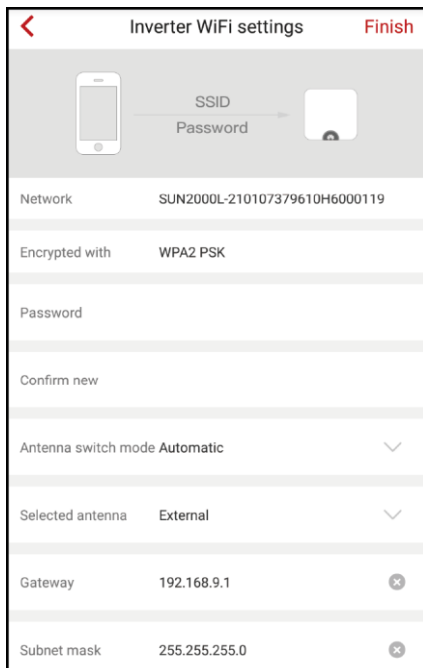 Inverter WiFi settings Finish
SSID
Password
Network SUN2000L-210107379610H6000119
Encrypted with WPA2 PSK
Password
Confirm new
Antenna switch mode Automatic
Selected antenna External
Gateway 192.168.9.1
Subnet mask 255.255.255.0